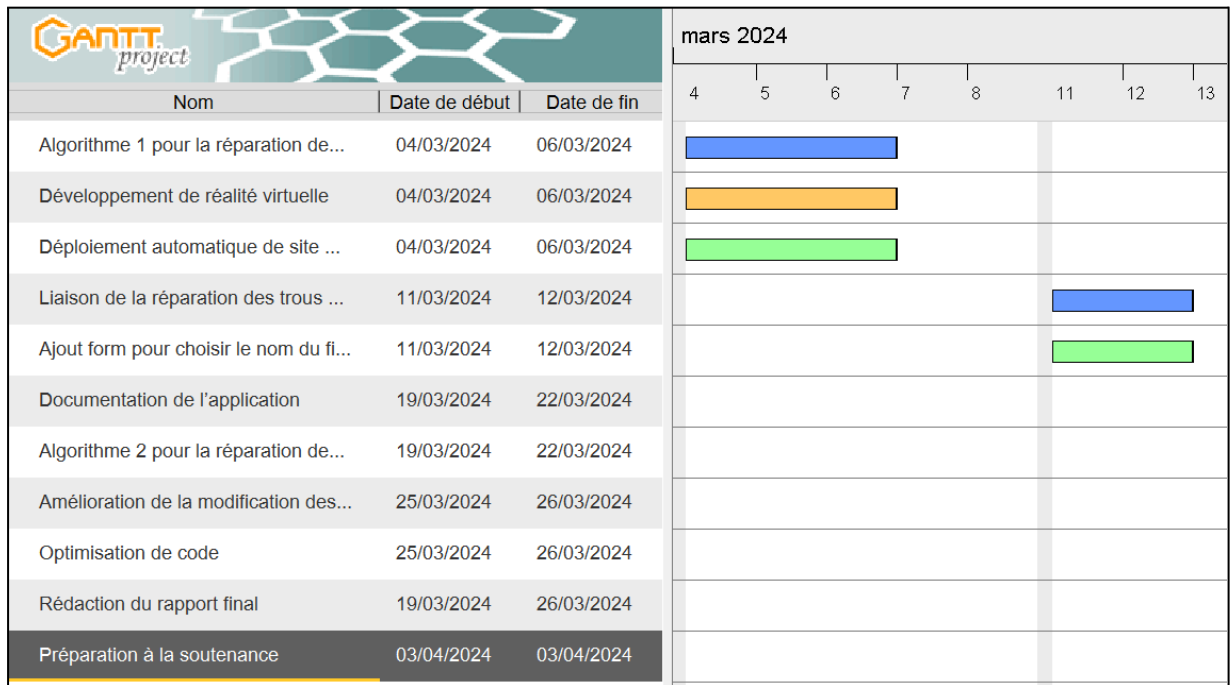 GANTT
project
mars 2024
4 5 6 7 8 11 12 13
Nom Date de début Date de fin
Algorithme 1 pour la réparation de... 04/03/2024 06/03/2024
Développement de réalité virtuelle 04/03/2024 06/03/2024
Déploiement automatique de site ... 04/03/2024 06/03/2024
Liaison de la réparation des trous ... 11/03/2024 12/03/2024
Ajout form pour choisir le nom du fi... 11/03/2024 12/03/2024
Documentation de l’application 19/03/2024 22/03/2024
Algorithme 2 pour la réparation de... 19/03/2024 22/03/2024
Amélioration de la modification des... 25/03/2024 26/03/2024
Optimisation de code 25/03/2024 26/03/2024
Rédaction du rapport final 19/03/2024 26/03/2024
Préparation à la soutenance 03/04/2024 03/04/2024